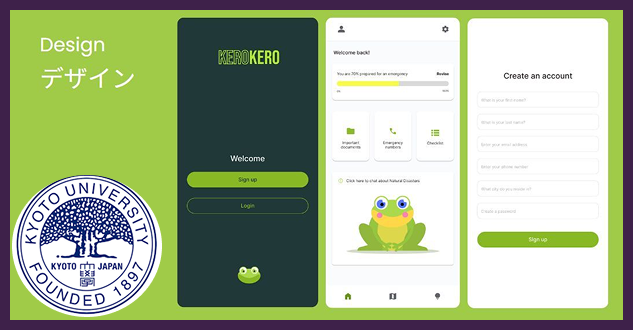 Design
デザイン
KYOTO UNIVERSITY
KYOTO JAPAN
FOUNDED 1897
KEROKERO
Welcome
Sign up
Login
Welcome back!
You are 70% prepared for an emergency
Review
Important
documents
Emergency
numbers
Checklist
Click here to chat about Natural Disasters
Create an account
What is your first name?
What is your last name?
Enter your email address
Enter your phone number
What city do you reside in?
Create a password
Sign up